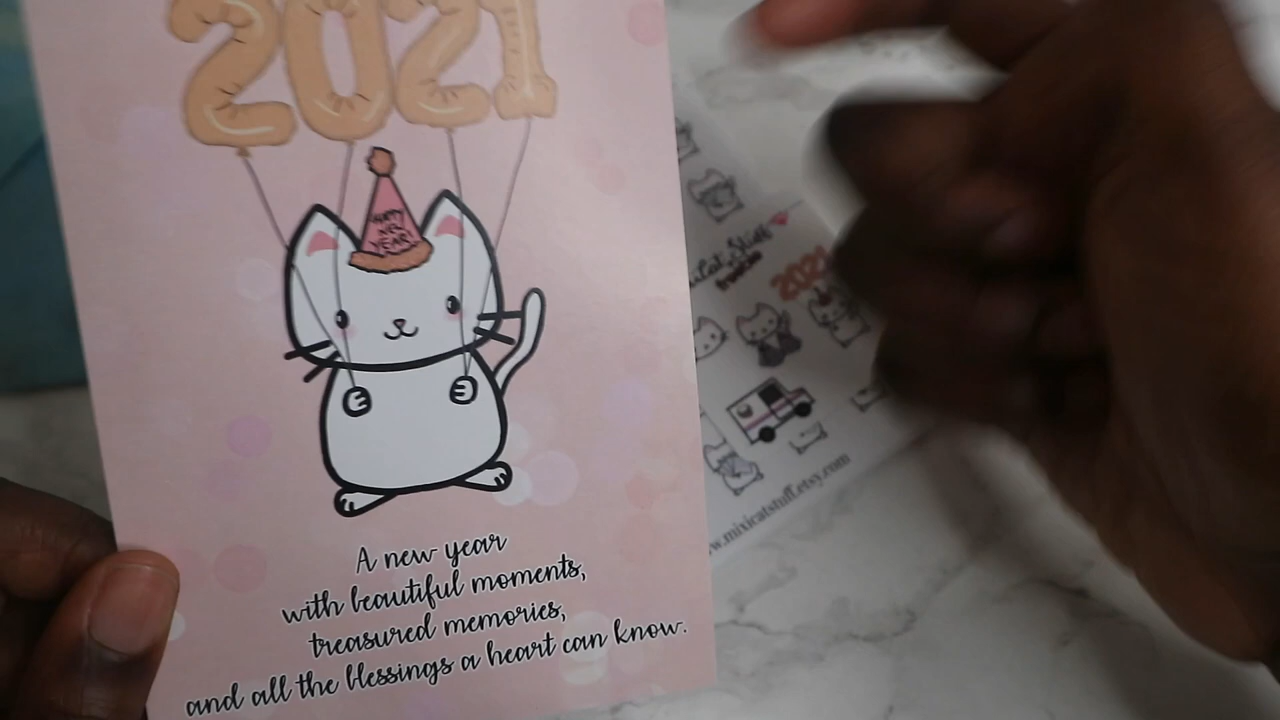 2021
HAPPY
NEW
YEAR!
A new year
with beautiful moments,
treasured memories,
and all the blessings a heart can know.
2021
.mixicatstuff.etsy.com